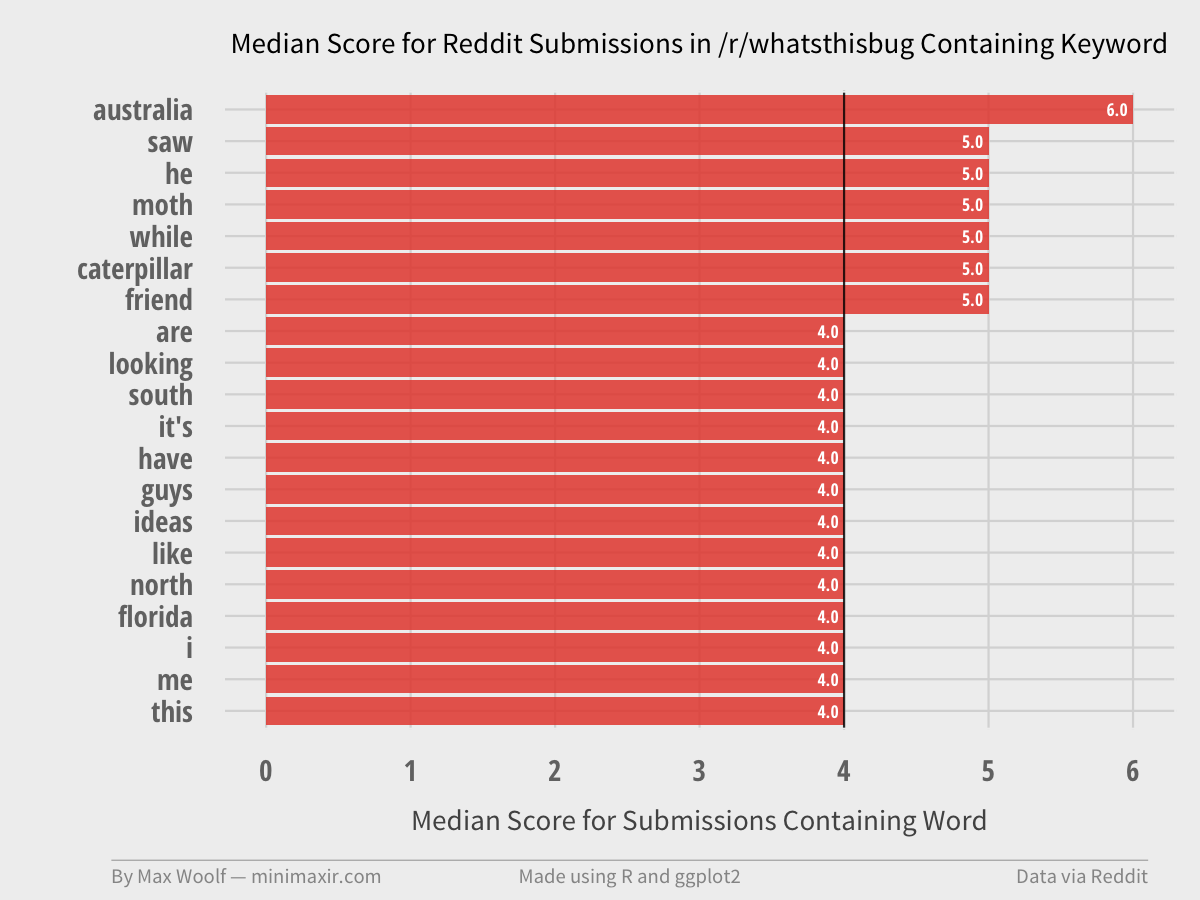 Median Score for Reddit Submissions in /r/whatsthisbug Containing Keyword
australia 6.0
saw 5.0
he 5.0
moth 5.0
while 5.0
caterpillar 5.0
friend 5.0
are 4.0
looking 4.0
south 4.0
it's 4.0
have 4.0
guys 4.0
ideas 4.0
like 4.0
north 4.0
florida 4.0
i 4.0
me 4.0
this 4.0
0 1 2 3 4 5 6
Median Score for Submissions Containing Word
By Max Woolf — minimaxir.com Made using R and ggplot2 Data via Reddit